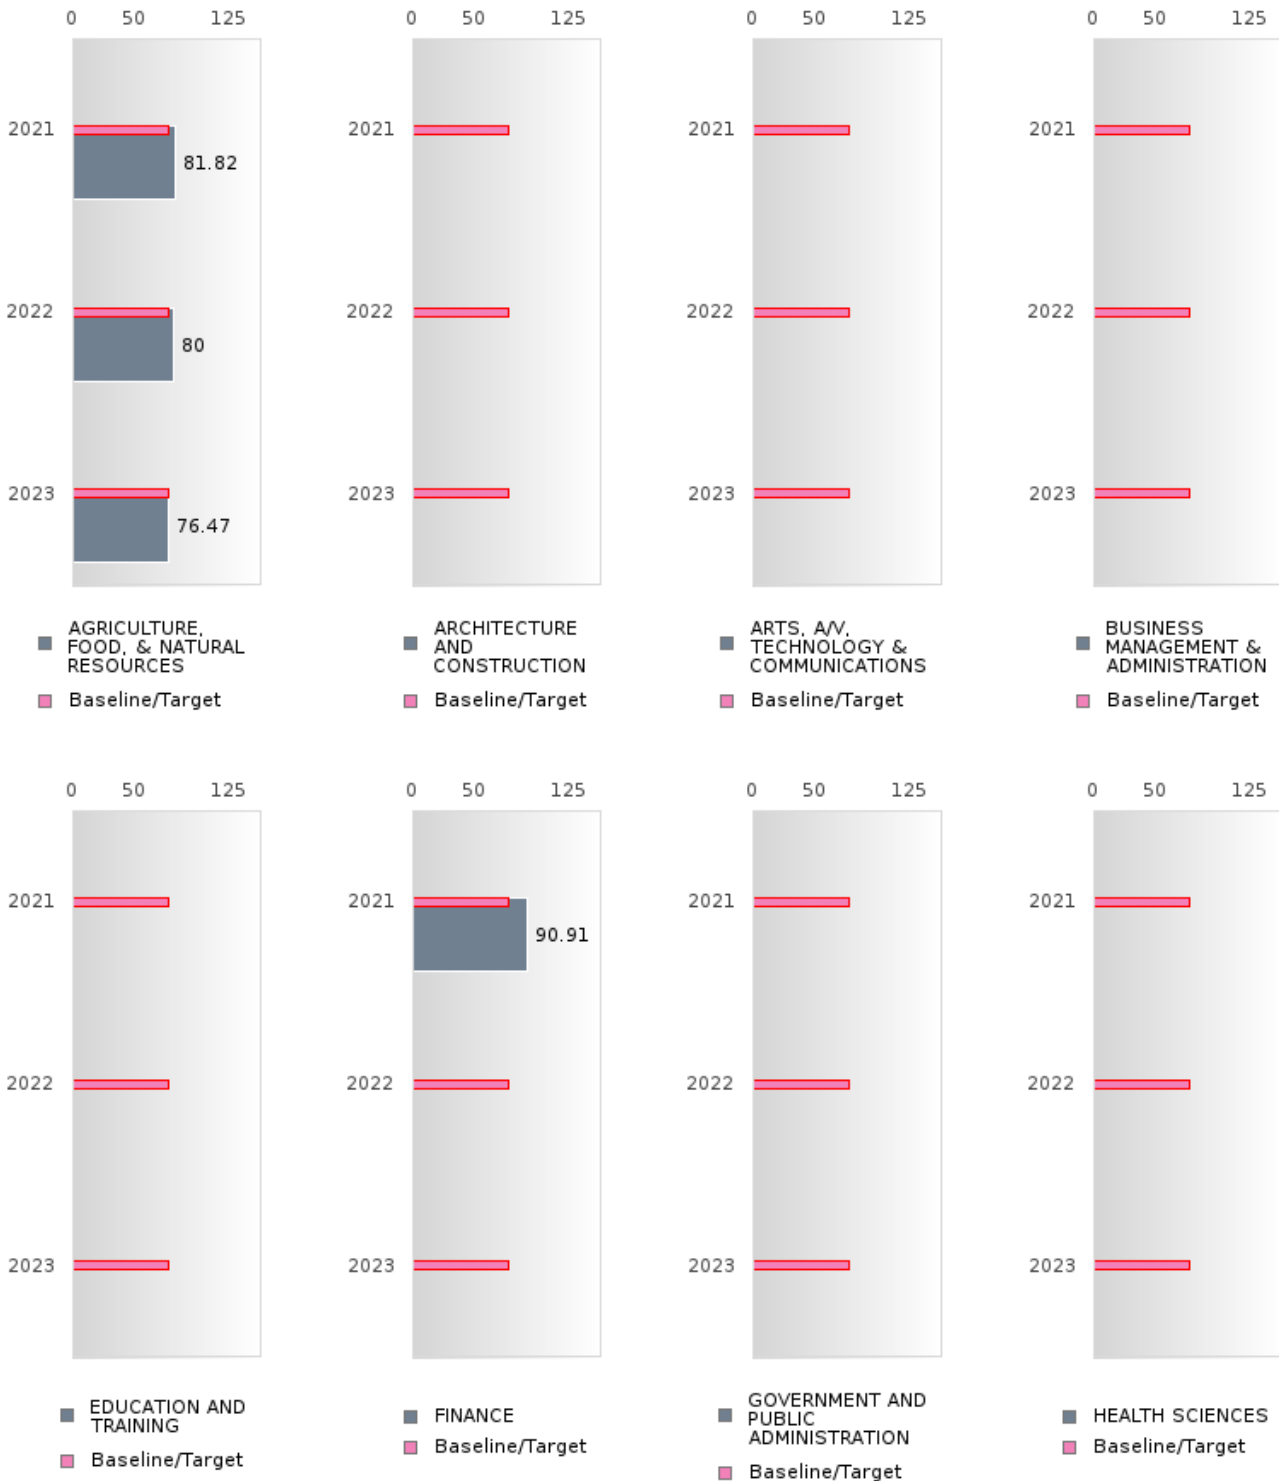 0 50 125
2021
81.82
2022
80
2023
76.47
AGRICULTURE,
FOOD, & NATURAL
RESOURCES
Baseline/Target
0 50 125
2021
2022
2023
ARCHITECTURE
AND
CONSTRUCTION
Baseline/Target
0 50 125
2021
2022
2023
ARTS, A/V,
TECHNOLOGY &
COMMUNICATIONS
Baseline/Target
0 50 125
2021
2022
2023
BUSINESS
MANAGEMENT &
ADMINISTRATION
Baseline/Target
0 50 125
2021
2022
2023
EDUCATION AND
TRAINING
Baseline/Target
0 50 125
2021
90.91
2022
2023
FINANCE
Baseline/Target
0 50 125
2021
2022
2023
GOVERNMENT AND
PUBLIC
ADMINISTRATION
Baseline/Target
0 50 125
2021
2022
2023
HEALTH SCIENCES
Baseline/Target